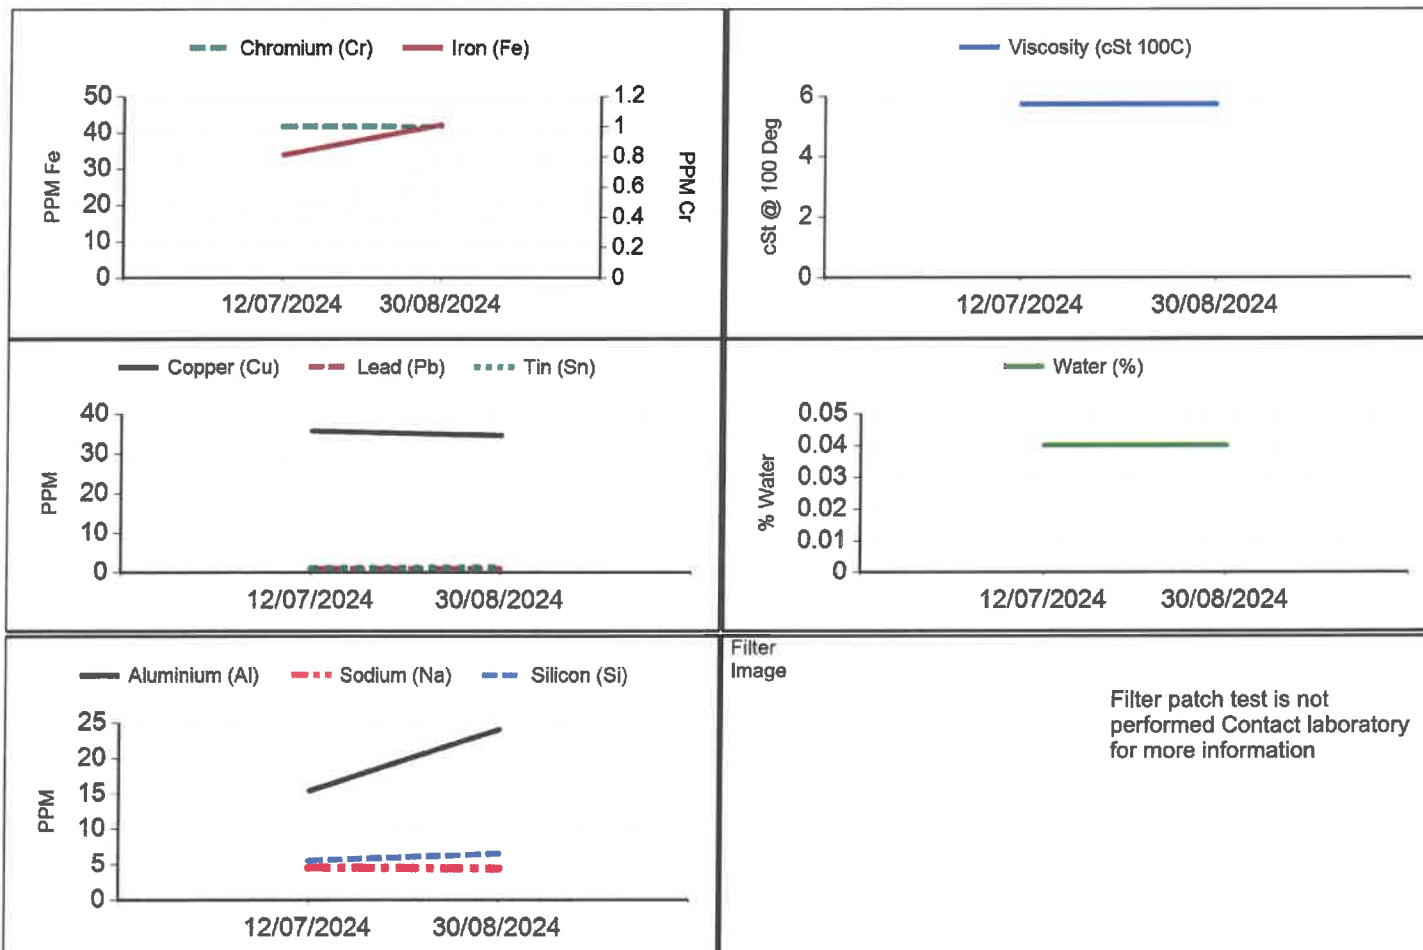 Chromium (Cr) Iron (Fe)
50
40
30
20
10
0
PPM Fe
1.2
1
0.8
0.6
0.4
0.2
0
PPM Cr
12/07/2024 30/08/2024
Viscosity (cSt 100C)
6
4
2
0
cSt @ 100 Deg
12/07/2024 30/08/2024
Copper (Cu) Lead (Pb) Tin (Sn)
40
30
20
10
0
PPM
12/07/2024 30/08/2024
Water (%)
0.05
0.04
0.03
0.02
0.01
0
% Water
12/07/2024 30/08/2024
Aluminium (Al) Sodium (Na) Silicon (Si)
25
20
15
10
5
0
PPM
12/07/2024 30/08/2024
Filter
Image
Filter patch test is not
performed Contact laboratory
for more information